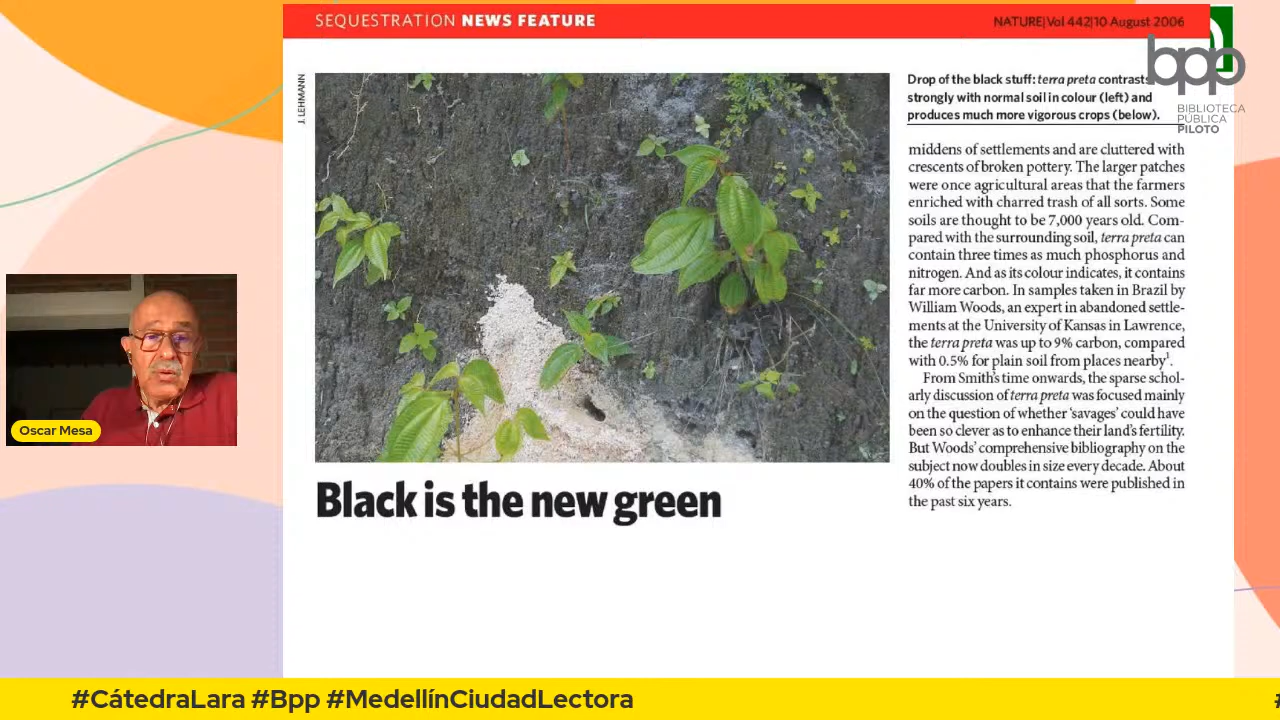 SEQUESTRATION NEWS FEATURE
NATURE|Vol 442|10 August 2006
bpp
BIBLIOTECA
PÚBLICA
PILOTO
J. LEHMANN
Drop of the black stuff: terra preta contrasts
strongly with normal soil in colour (left) and
produces much more vigorous crops (below).
middens of settlements and are cluttered with
crescents of broken pottery. The larger patches
were once agricultural areas that the farmers
enriched with charred trash of all sorts. Some
soils are thought to be 7,000 years old. Com-
pared with the surrounding soil, terra preta can
contain three times as much phosphorus and
nitrogen. And as its colour indicates, it contains
far more carbon. In samples taken in Brazil by
William Woods, an expert in abandoned settle-
ments at the University of Kansas in Lawrence,
the terra preta was up to 9% carbon, compared
with 0.5% for plain soil from places nearby¹.
From Smith's time onwards, the sparse schol-
arly discussion of terra preta was focused mainly
on the question of whether ‘savages’ could have
been so clever as to enhance their land's fertility.
But Woods’ comprehensive bibliography on the
subject now doubles in size every decade. About
40% of the papers it contains were published in
the past six years.
Black is the new green
Oscar Mesa
#CátedraLara #Bpp #MedellínCiudadLectora